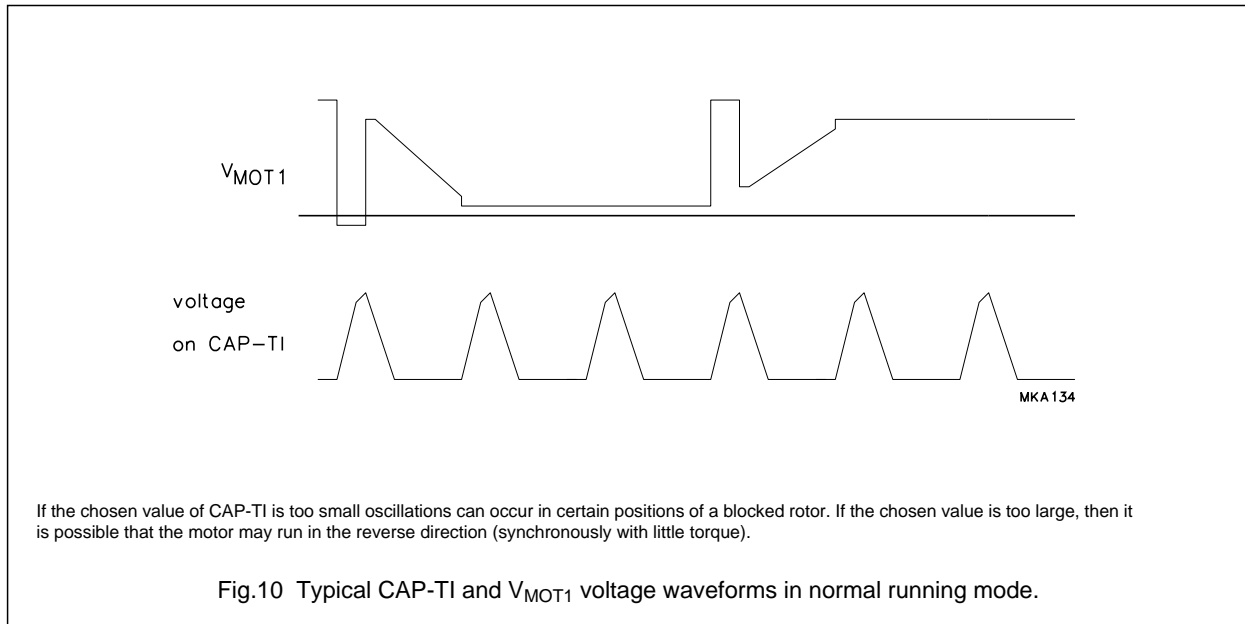 VMOT1
voltage
on CAP-TI
MKA134
If the chosen value of CAP-TI is too small oscillations can occur in certain positions of a blocked rotor. If the chosen value is too large, then it
is possible that the motor may run in the reverse direction (synchronously with little torque).
Fig.10 Typical CAP-TI and VMOT1 voltage waveforms in normal running mode.